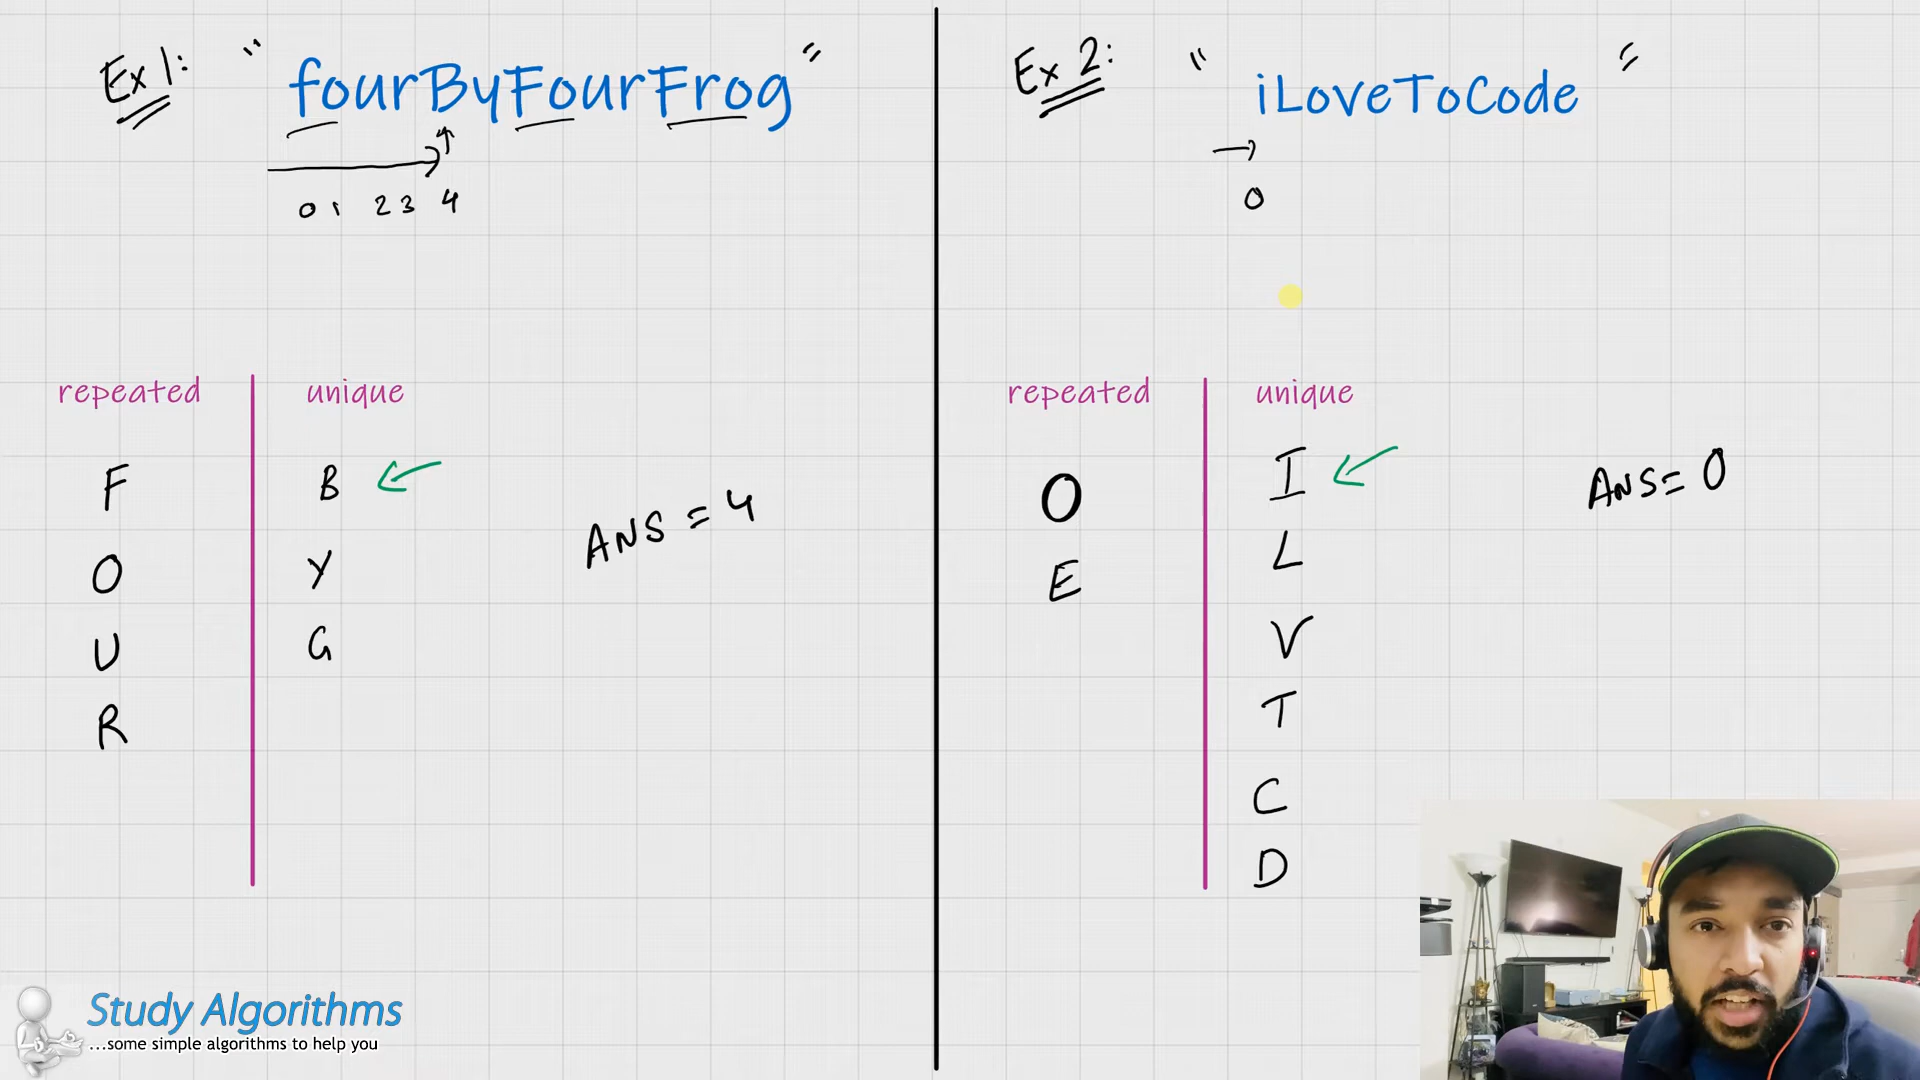 Ex 1: " fourByFourFrog "
0 1 2 3 4
repeated unique
F B
O Y
U G
R
ANS = 4
Ex 2: " iLoveToCode "
0
repeated unique
O I
E L
V
T
C
D
ANS = 0
Study Algorithms
...some simple algorithms to help you